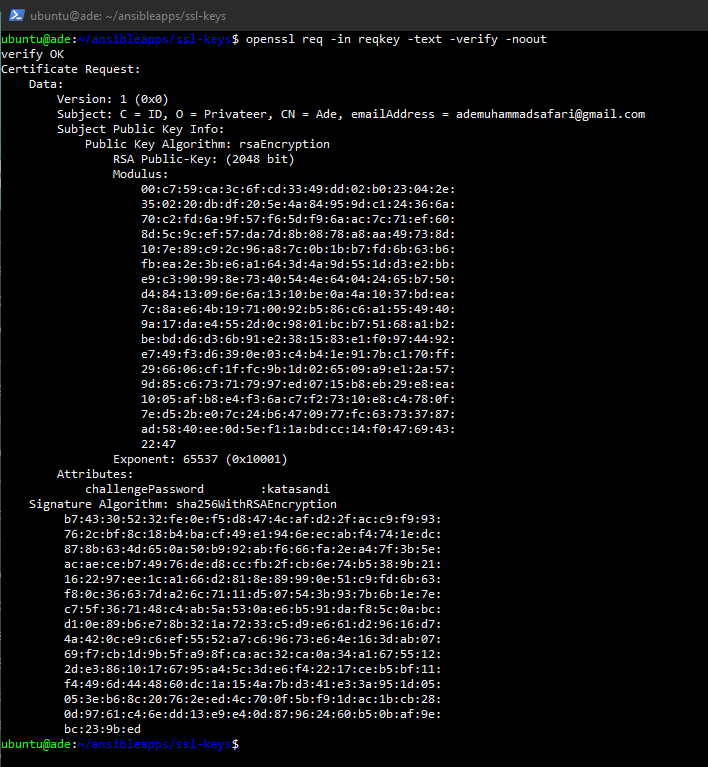 ubuntu@ade: ~/ansibleapps/ssl-keys
ubuntu@ade:~/ansibleapps/ssl-keys$ openssl req -in reqkey -text -verify -noout
verify OK
Certificate Request:
Data:
Version: 1 (0x0)
Subject: C = ID, O = Privateer, CN = Ade, emailAddress = ademuhammadsafari@gmail.com
Subject Public Key Info:
Public Key Algorithm: rsaEncryption
RSA Public-Key: (2048 bit)
Modulus:
00:c7:59:ca:3c:6f:cd:33:49:dd:02:b0:23:04:2e:
35:02:20:db:df:20:5e:4a:84:95:9d:c1:24:36:6a:
70:c2:fd:6a:9f:57:f6:5d:f9:6a:ac:7c:71:ef:60:
8d:5c:9c:ef:57:da:7d:8b:08:78:a8:aa:49:73:8d:
10:7e:89:c9:2c:96:a8:7c:0b:1b:b7:fd:6b:63:b6:
fb:ea:2e:3b:e6:a1:64:3d:4a:9d:55:1d:d3:e2:bb:
e9:c3:90:99:8e:73:40:54:4e:64:04:24:65:b7:50:
d4:84:13:09:6e:6a:13:10:be:0a:4a:10:37:bd:ea:
7c:8a:e6:4b:19:71:00:92:b5:86:c6:a1:55:49:40:
9a:17:da:e4:55:2d:0c:98:01:bc:b7:51:68:a1:b2:
be:bd:d6:d3:6b:91:e2:38:15:83:e1:f0:97:44:92:
e7:49:f3:d6:39:0e:03:c4:b4:1e:91:7b:c1:70:ff:
29:66:06:cf:1f:fc:9b:1d:02:65:09:a9:e1:2a:57:
9d:85:c6:73:71:79:97:ed:07:15:b8:eb:29:e8:ea:
10:05:af:b8:e4:f3:6a:c7:f2:73:10:e8:c4:78:0f:
7e:d5:2b:e0:7c:24:b6:47:09:77:fc:63:73:37:87:
ad:58:40:ee:0d:5e:f1:1a:bd:cc:14:f0:47:69:43:
22:47
Exponent: 65537 (0x10001)
Attributes:
challengePassword :katasandi
Signature Algorithm: sha256WithRSAEncryption
b7:43:30:52:32:fe:0e:f5:d8:47:4c:af:d2:2f:ac:c9:f9:93:
76:2c:bf:8c:18:b4:ba:cf:49:e1:94:6e:ec:ab:f4:74:1e:dc:
87:8b:63:4d:65:0a:50:b9:92:ab:f6:66:fa:2e:a4:7f:3b:5e:
ac:ae:ce:b7:49:76:de:d8:cc:fb:2f:cb:6e:74:b5:38:9b:21:
16:22:97:ee:1c:a1:66:d2:81:8e:89:99:0e:51:c9:fd:6b:63:
f8:0c:36:63:7d:a2:6c:71:11:d5:07:54:3b:93:7b:6b:1e:7e:
c7:5f:36:71:48:c4:ab:5a:53:0a:e6:b5:91:da:f8:5c:0a:bc:
d1:0e:89:b6:e7:8b:32:1a:72:33:c5:d9:e6:61:d2:96:16:d7:
4a:42:0c:e9:c6:ef:55:52:a7:c6:96:73:e6:4e:16:3d:ab:07:
69:f7:cb:1d:9b:5f:a9:8f:ca:ac:32:ca:0a:34:a1:67:55:12:
2d:e3:86:10:17:67:95:a4:5c:3d:e6:f4:22:17:ce:b5:bf:11:
f4:49:6d:44:48:60:dc:1a:15:4a:7b:d3:41:e3:3a:95:1d:05:
05:3e:b6:8c:20:76:2e:ed:4c:70:0f:5b:f9:1d:ac:1b:cb:28:
0d:97:61:c4:6e:dd:13:e9:e4:0d:87:96:24:60:b5:0b:af:9e:
bc:23:9b:ed
ubuntu@ade:~/ansibleapps/ssl-keys$